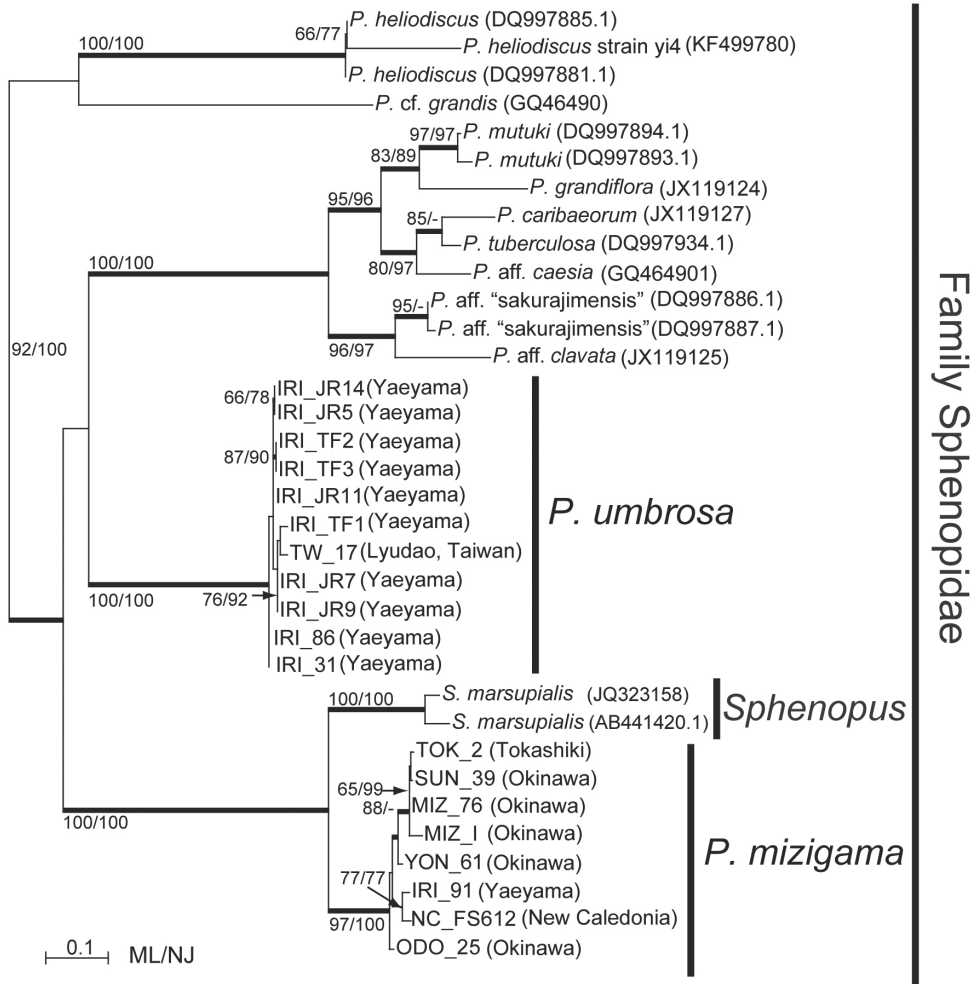 P. heliodiscus (DQ997885.1)
66/77
100/100
P. heliodiscus strain yi4 (KF499780)
P. heliodiscus (DQ997881.1)
P. cf. grandis (GQ46490)
97/97
P. mutuki (DQ997894.1)
83/89
P. mutuki (DQ997893.1)
P. grandiflora (JX119124)
95/96
85/-
P. caribaeorum (JX119127)
P. tuberculosa (DQ997934.1)
100/100
80/97
P. aff. caesia (GQ464901)
95/-
P. aff. “sakurajimensis” (DQ997886.1)
P. aff. “sakurajimensis” (DQ997887.1)
96/97
P. aff. clavata (JX119125)
92/100
IRI_JR14 (Yaeyama)
66/78
IRI_JR5 (Yaeyama)
IRI_TF2 (Yaeyama)
87/90
IRI_TF3 (Yaeyama)
IRI_JR11 (Yaeyama)
IRI_TF1 (Yaeyama)
P. umbrosa
TW_17 (Lyudao, Taiwan)
IRI_JR7 (Yaeyama)
100/100
76/92
IRI_JR9 (Yaeyama)
IRI_86 (Yaeyama)
IRI_31 (Yaeyama)
Family Sphenopidae
100/100
S. marsupialis (JQ323158)
S. marsupialis (AB441420.1)
Sphenopus
TOK_2 (Tokashiki)
SUN_39 (Okinawa)
65/99
88/-
MIZ_76 (Okinawa)
100/100
MIZ_I (Okinawa)
YON_61 (Okinawa)
P. mizigama
77/77
IRI_91 (Yaeyama)
NC_FS612 (New Caledonia)
97/100
ODO_25 (Okinawa)
0.1
ML/NJ